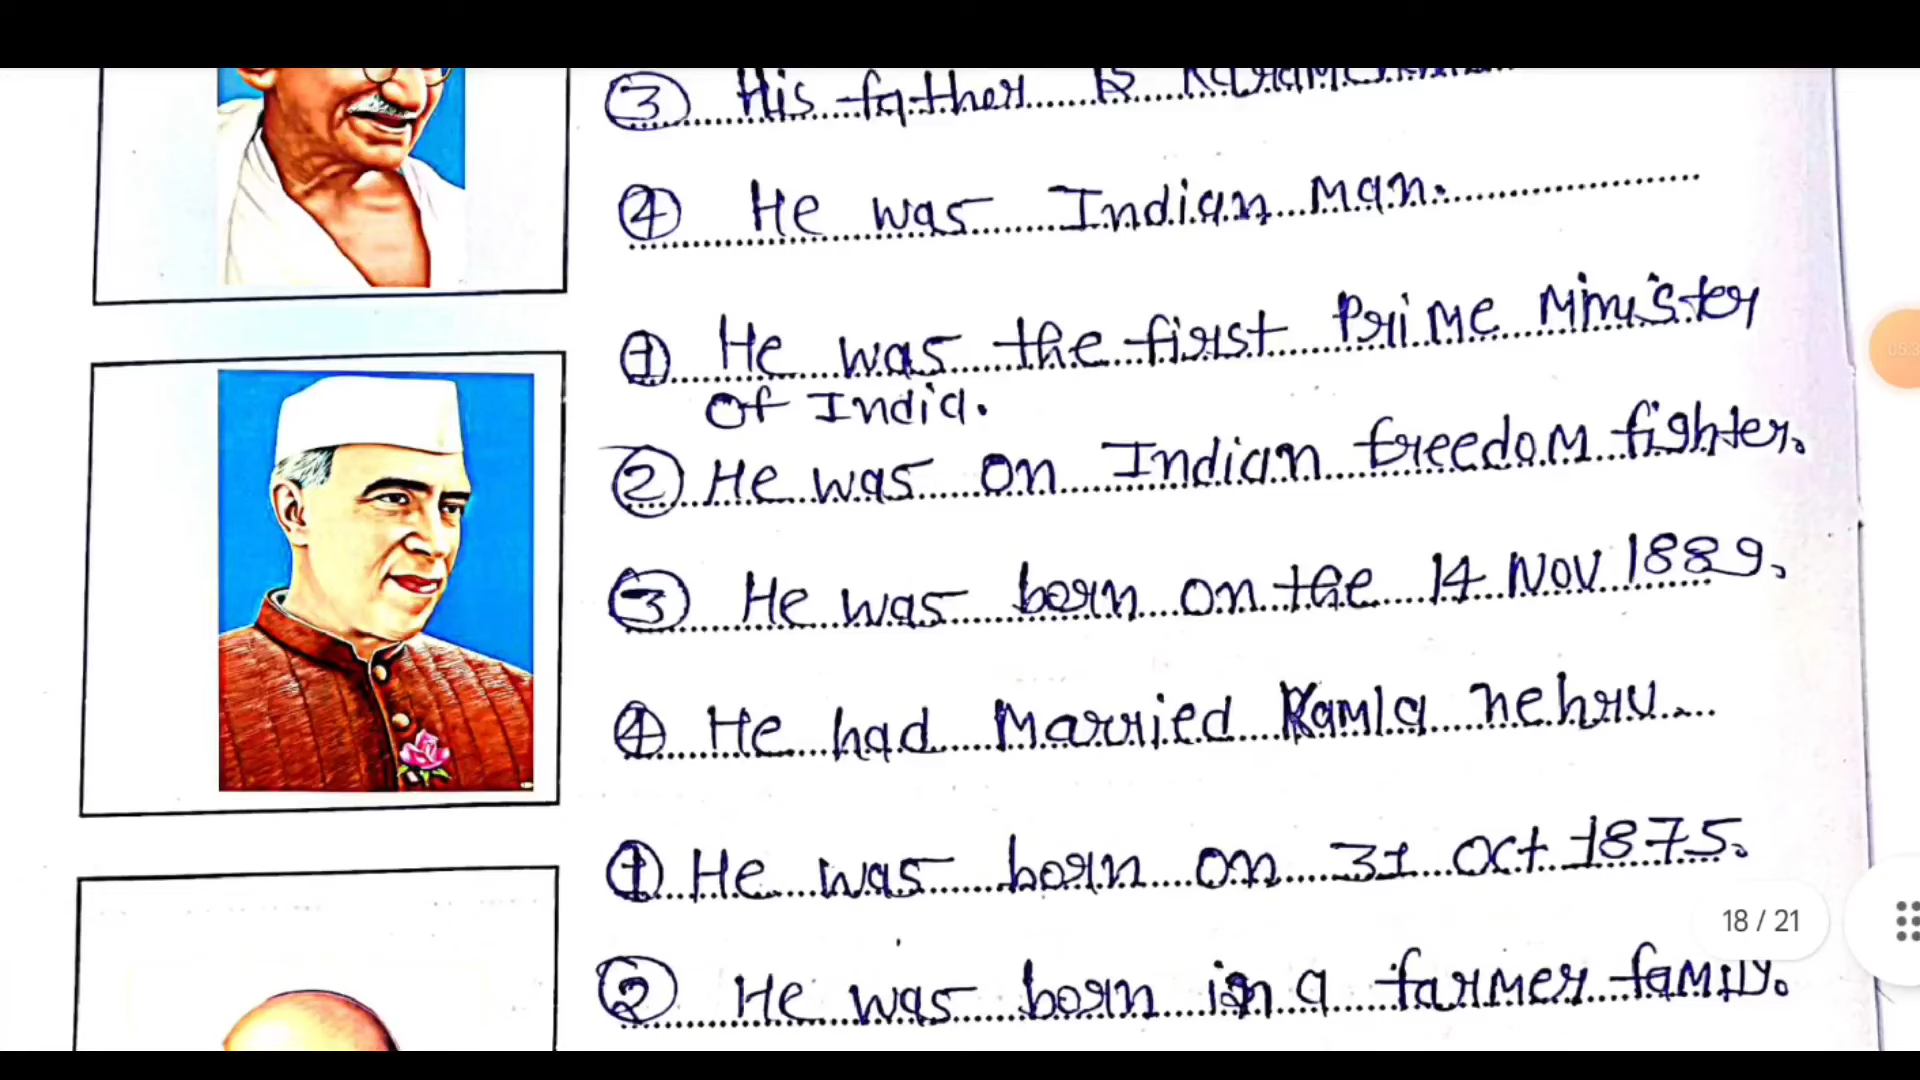 ③ His father is
④ He was Indian man.
① He was the first Prime Minister
of India.
② He was on Indian freedom fighter.
③ He was born on the 14 Nov 1889.
④ He had Married Kamla nehru
① He was born on 31 Oct 1875.
18 / 21
② He was born in a farmer family.